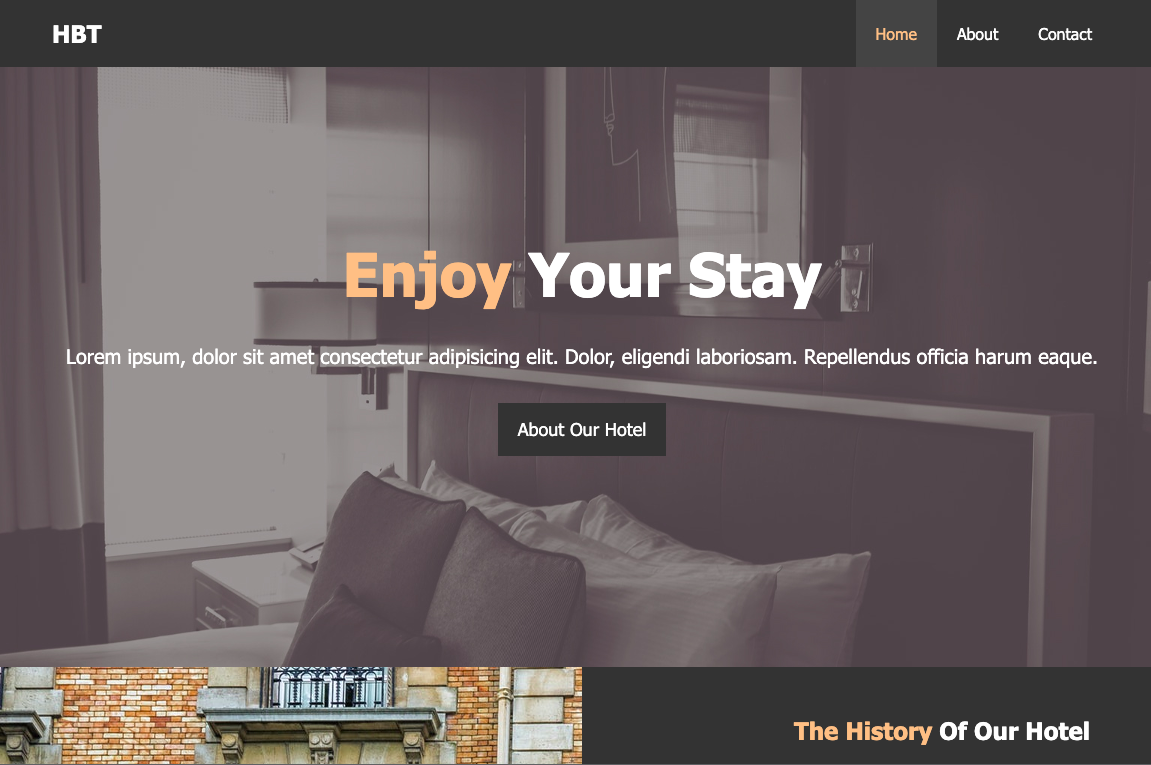 HBT
Home About Contact
Enjoy Your Stay
Lorem ipsum, dolor sit amet consectetur adipisicing elit. Dolor, eligendi laboriosam. Repellendus officia harum eaque.
About Our Hotel
The History Of Our Hotel